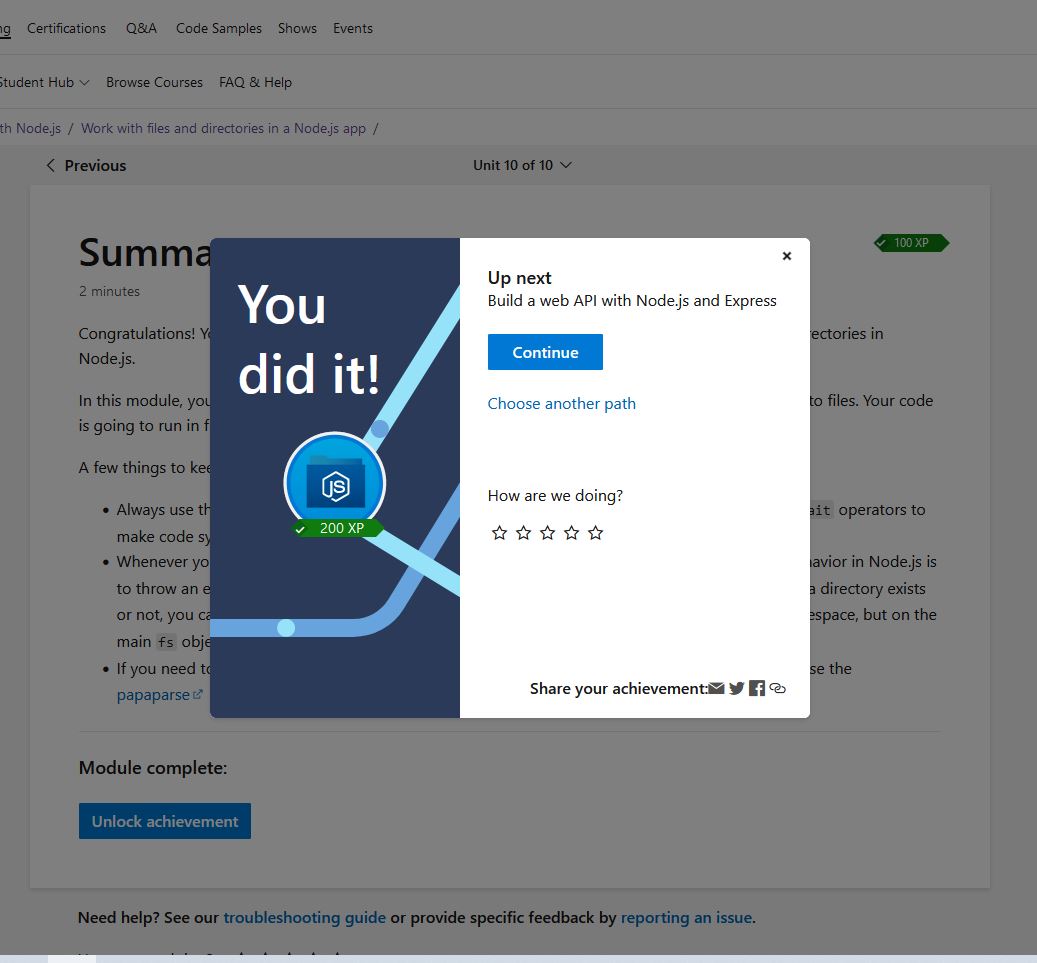 ng Certifications Q&A Code Samples Shows Events
Student Hub Browse Courses FAQ & Help
th Node.js / Work with files and directories in a Node.js app /
Previous Unit 10 of 10
Summa
100 XP
2 minutes
Congratulations! Yo rectories in
Node.js.
In this module, you to files. Your code
is going to run in f
A few things to kee
Always use th ait operators to
make code sy
Whenever yo avior in Node.js is
to throw an e a directory exists
or not, you ca espace, but on the
main fs obje
If you need to se the
papaparse
Module complete:
Unlock achievement
Need help? See our troubleshooting guide or provide specific feedback by reporting an issue.
You
did it!
JS
200 XP
Up next
Build a web API with Node.js and Express
Continue
Choose another path
How are we doing?
Share your achievement: